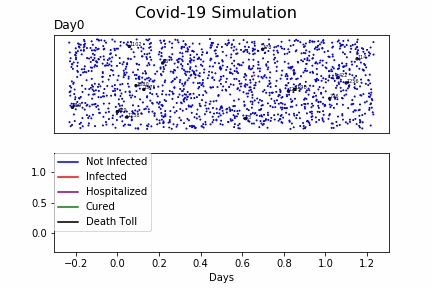 Covid-19 Simulation
Day0
Not Infected
Infected
Hospitalized
Cured
Death Toll
1.0
0.5
0.0
−0.2 0.0 0.2 0.4 0.6 0.8 1.0 1.2
Days